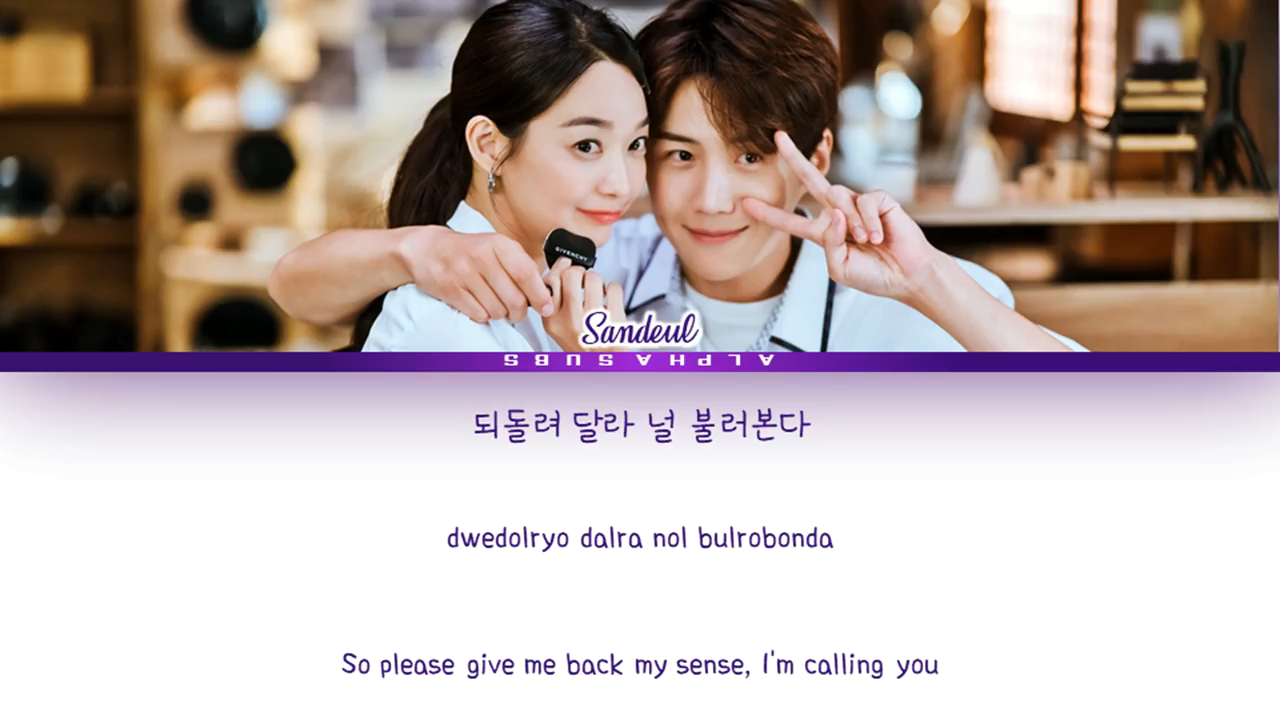 GIVENCHY
Sandeul
ALPHASUBS
되돌려 달라 널 불러본다
dwedolryo dalra nol bulrobonda
So please give me back my sense, I'm calling you